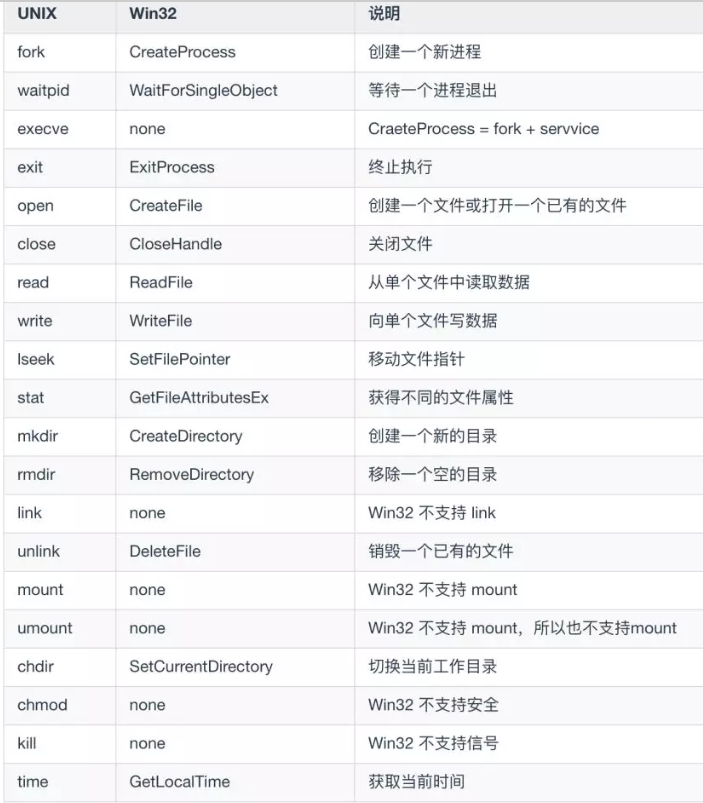 UNIX Win32 说明
fork CreateProcess 创建一个新进程
waitpid WaitForSingleObject 等待一个进程退出
execve none CraeteProcess = fork + servvice
exit ExitProcess 终止执行
open CreateFile 创建一个文件或打开一个已有的文件
close CloseHandle 关闭文件
read ReadFile 从单个文件中读取数据
write WriteFile 向单个文件写数据
lseek SetFilePointer 移动文件指针
stat GetFileAttributesEx 获得不同的文件属性
mkdir CreateDirectory 创建一个新的目录
rmdir RemoveDirectory 移除一个空的目录
link none Win32 不支持 link
unlink DeleteFile 销毁一个已有的文件
mount none Win32 不支持 mount
umount none Win32 不支持 mount，所以也不支持mount
chdir SetCurrentDirectory 切换当前工作目录
chmod none Win32 不支持安全
kill none Win32 不支持信号
time GetLocalTime 获取当前时间